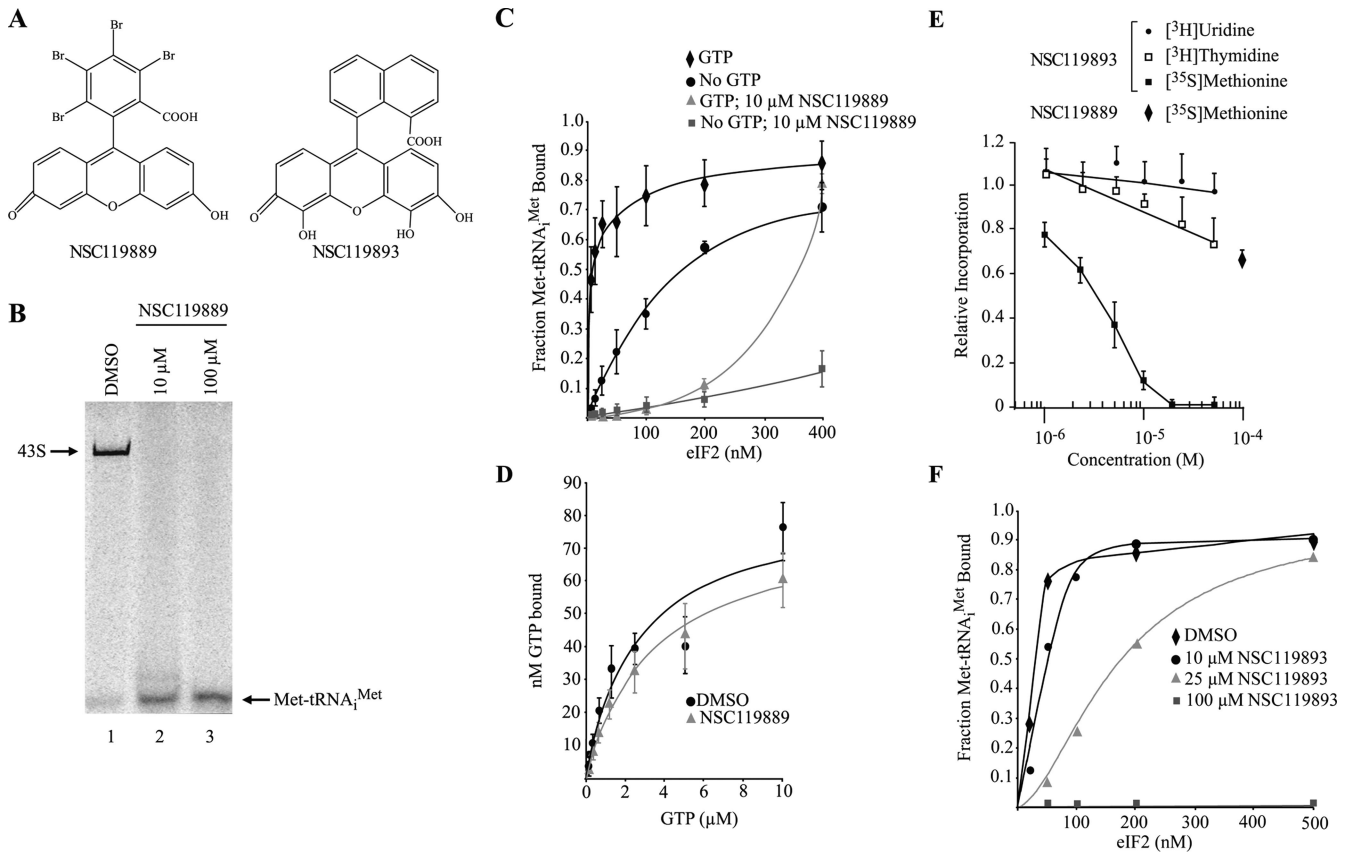 A
Br
Br
Br
Br
COOH
O
O
OH
NSC119889
COOH
O
O
OH
OH
HO
NSC119893
B
NSC119889
DMSO
10 µM
100 µM
43S
Met-tRNAiMet
1 2 3
C
GTP
No GTP
GTP; 10 µM NSC119889
No GTP; 10 µM NSC119889
Fraction Met-tRNAiMet Bound
1.0
0.9
0.8
0.7
0.6
0.5
0.4
0.3
0.2
0.1
100 200 300 400
eIF2 (nM)
D
nM GTP bound
90
80
70
60
50
40
30
20
10
DMSO
NSC119889
0 2 4 6 8 10
GTP (µM)
E
NSC119893
[3H]Uridine
[3H]Thymidine
[35S]Methionine
NSC119889
[35S]Methionine
Relative Incorporation
1.2
1.0
0.8
0.6
0.4
0.2
0
10-6 10-5 10-4
Concentration (M)
F
Fraction Met-tRNAiMet Bound
1.0
0.9
0.8
0.7
0.6
0.5
0.4
0.3
0.2
0.1
DMSO
10 µM NSC119893
25 µM NSC119893
100 µM NSC119893
100 200 300 400 500
eIF2 (nM)